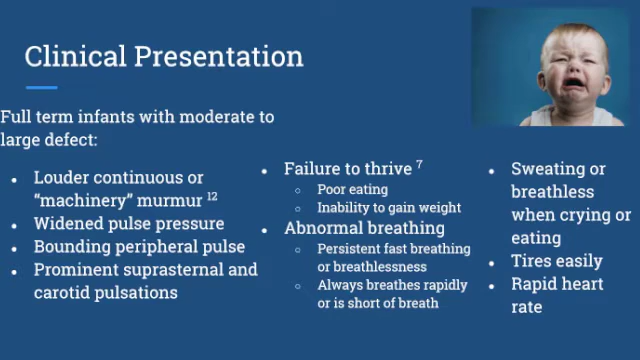 Clinical Presentation
Full term infants with moderate to
large defect:
• Louder continuous or
“machinery” murmur 12
• Widened pulse pressure
• Bounding peripheral pulse
• Prominent suprasternal and
carotid pulsations
• Failure to thrive 7
○ Poor eating
○ Inability to gain weight
• Abnormal breathing
○ Persistent fast breathing
or breathlessness
○ Always breathes rapidly
or is short of breath
• Sweating or
breathless
when crying or
eating
• Tires easily
• Rapid heart
rate